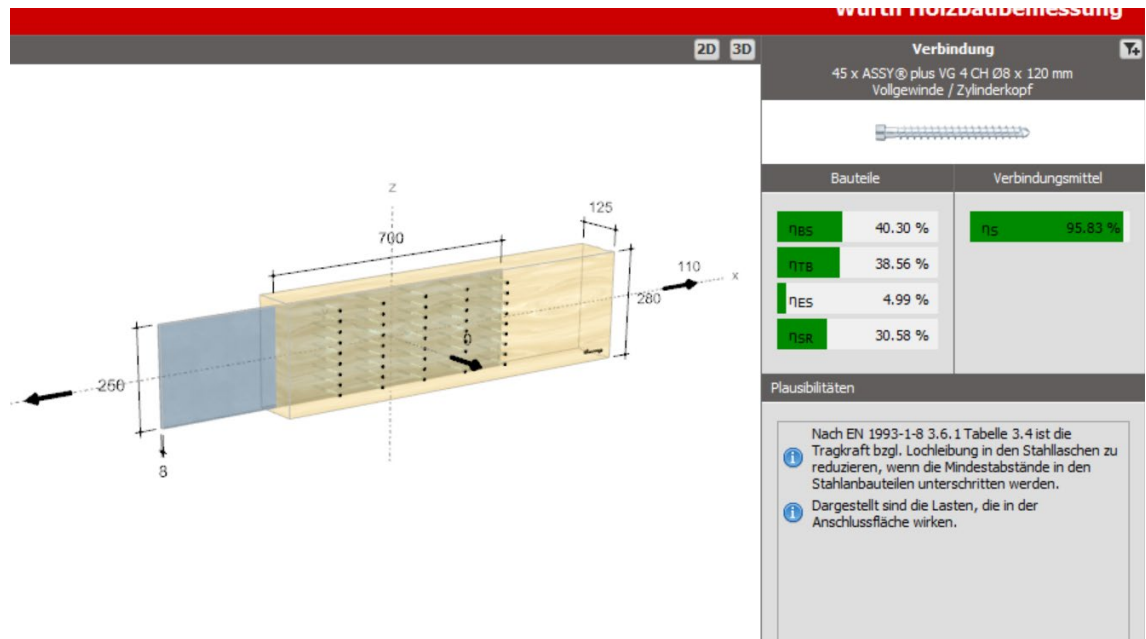 Würth Holzbaubemessung
2D 3D
Verbindung
45 x ASSY® plus VG 4 CH Ø8 x 120 mm
Vollgewinde / Zylinderkopf
Bauteile
Verbindungsmittel
ηBS 40.30 %
ηTB 38.56 %
ηES 4.99 %
ηSR 30.58 %
ηS 95.83 %
Plausibilitäten
Nach EN 1993-1-8 3.6.1 Tabelle 3.4 ist die
Tragkraft bzgl. Lochleibung in den Stahllaschen zu
reduzieren, wenn die Mindestabstände in den
Stahlanbauteilen unterschritten werden.
Dargestellt sind die Lasten, die in der
Anschlussfläche wirken.
z
125
700
110
x
280
0
260
8